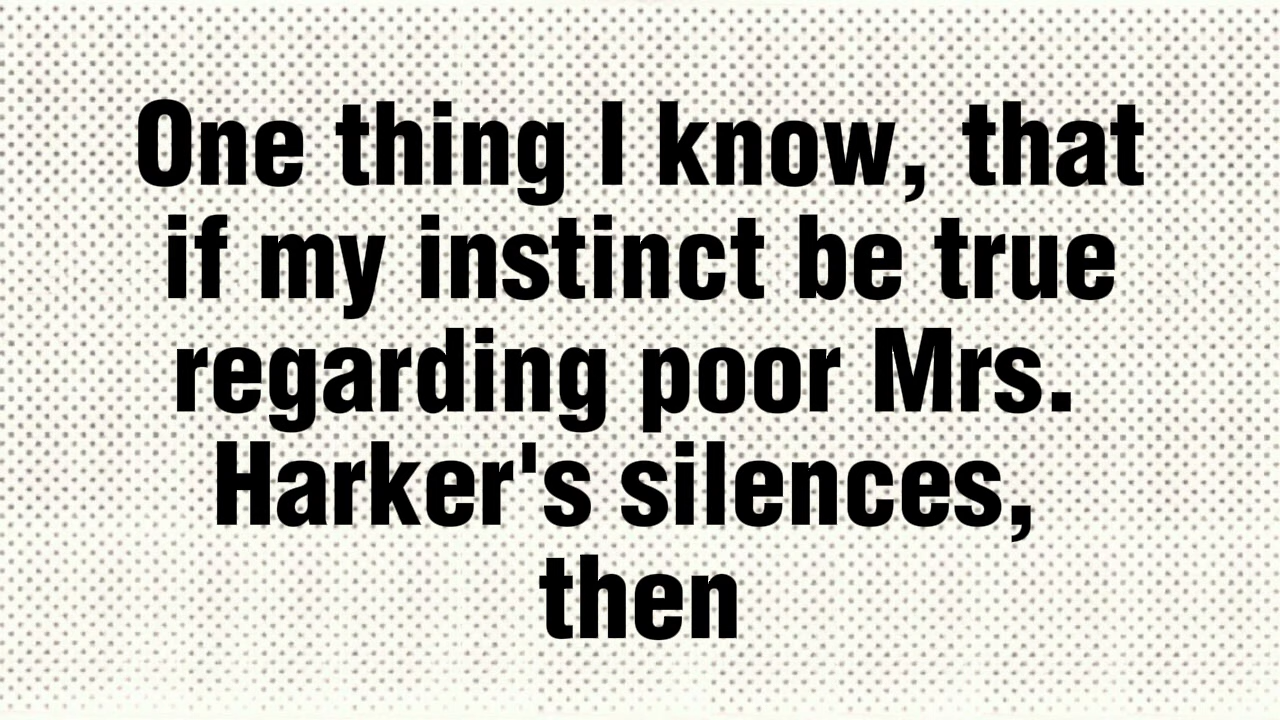 One thing I know, that
if my instinct be true
regarding poor Mrs.
Harker's silences,
then